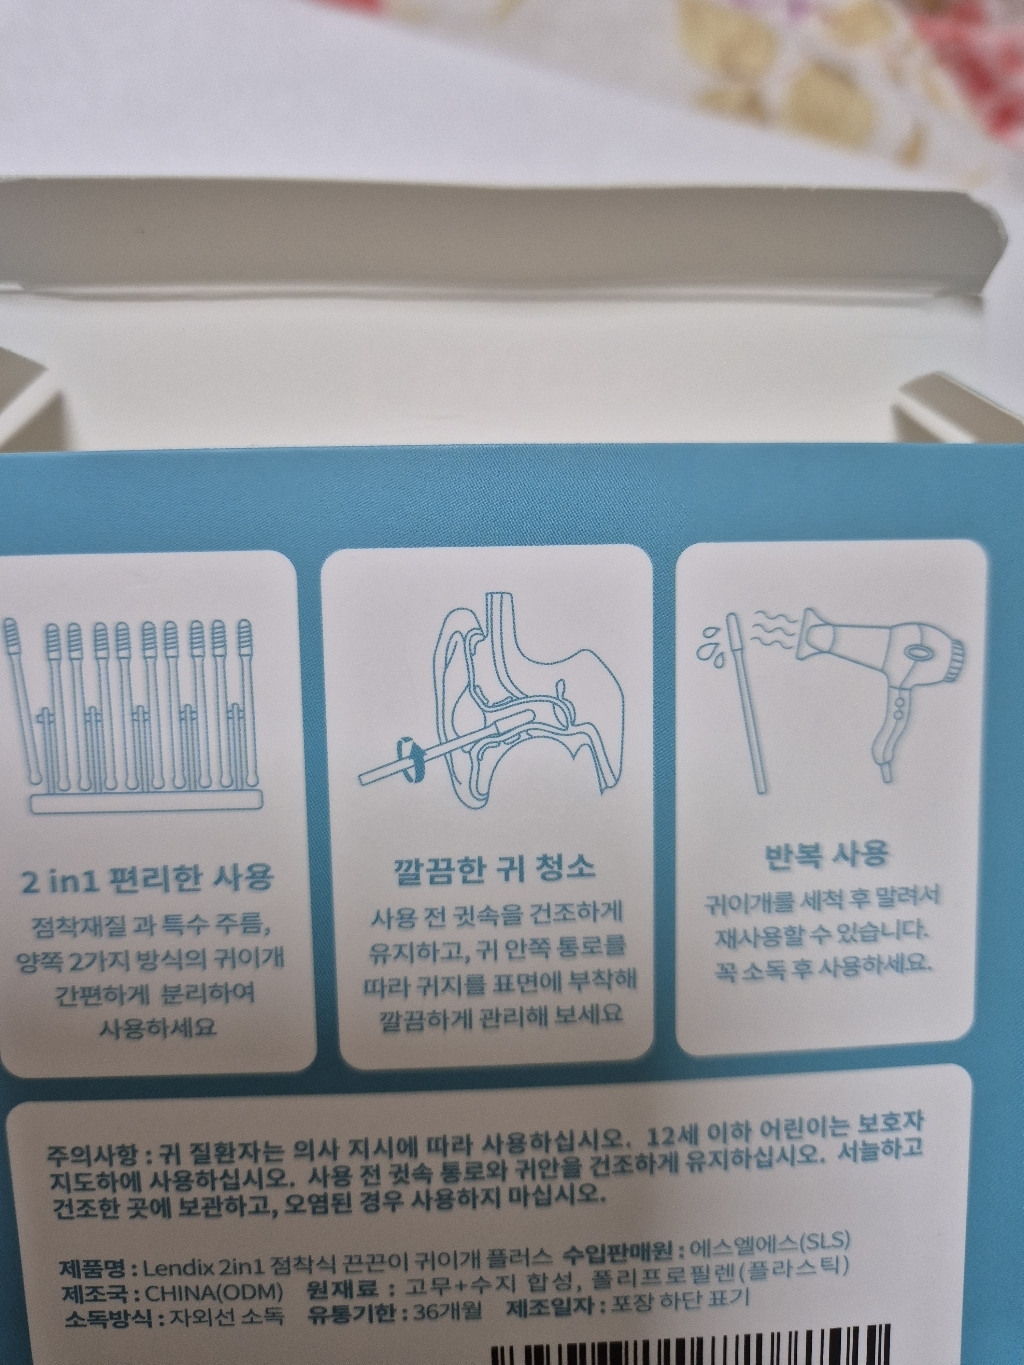 2 in1 편리한 사용
점착재질 과 특수 주름,
양쪽 2가지 방식의 귀이개
간편하게 분리하여
사용하세요
깔끔한 귀 청소
사용 전 귓속을 건조하게
유지하고, 귀 안쪽 통로를
따라 귀지를 표면에 부착해
깔끔하게 관리해 보세요
반복 사용
귀이개를 세척 후 말려서
재사용할 수 있습니다.
꼭 소독 후 사용하세요.
주의사항 : 귀 질환자는 의사 지시에 따라 사용하십시오. 12세 이하 어린이는 보호자
지도하에 사용하십시오. 사용 전 귓속 통로와 귀안을 건조하게 유지하십시오. 서늘하고
건조한 곳에 보관하고, 오염된 경우 사용하지 마십시오.
제품명 : Lendix 2in1 점착식 끈끈이 귀이개 플러스 수입판매원 : 에스엘에스(SLS)
제조국 : CHINA(ODM) 원재료 : 고무+수지 합성, 폴리프로필렌(플라스틱)
소독방식 : 자외선 소독 유통기한 : 36개월 제조일자 : 포장 하단 표기